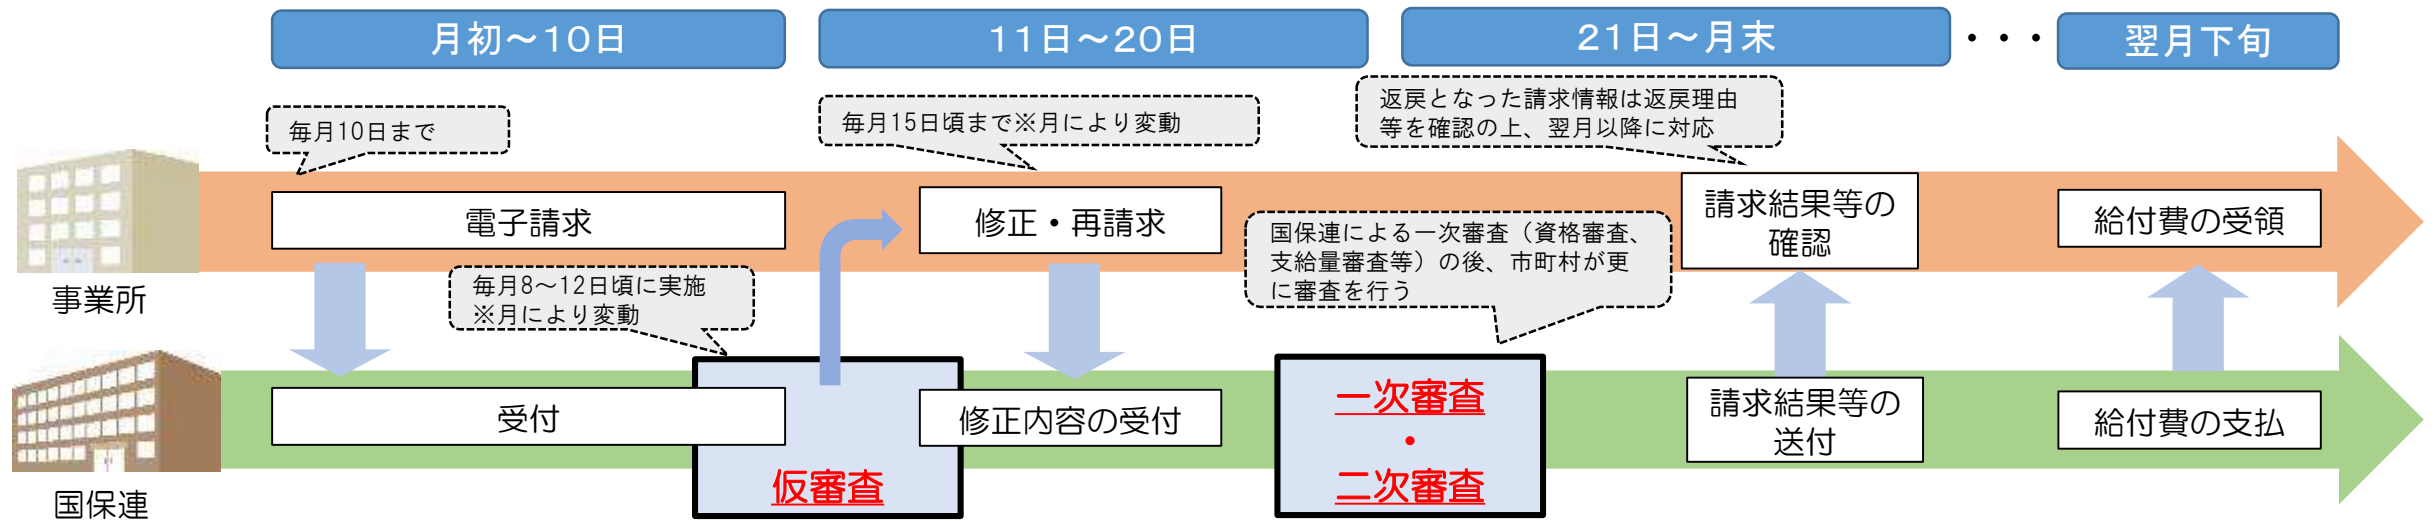 月初～10日
11日～20日
21日～月末
・・・
翌月下旬
毎月10日まで
毎月15日頃まで※月により変動
返戻となった請求情報は返戻理由
等を確認の上、翌月以降に対応
電子請求
修正・再請求
請求結果等の
確認
給付費の受領
事業所
毎月8～12日頃に実施
※月により変動
国保連による一次審査（資格審査、
支給量審査等）の後、市町村が更
に審査を行う
受付
仮審査
修正内容の受付
一次審査
・
二次審査
請求結果等の
送付
給付費の支払
国保連